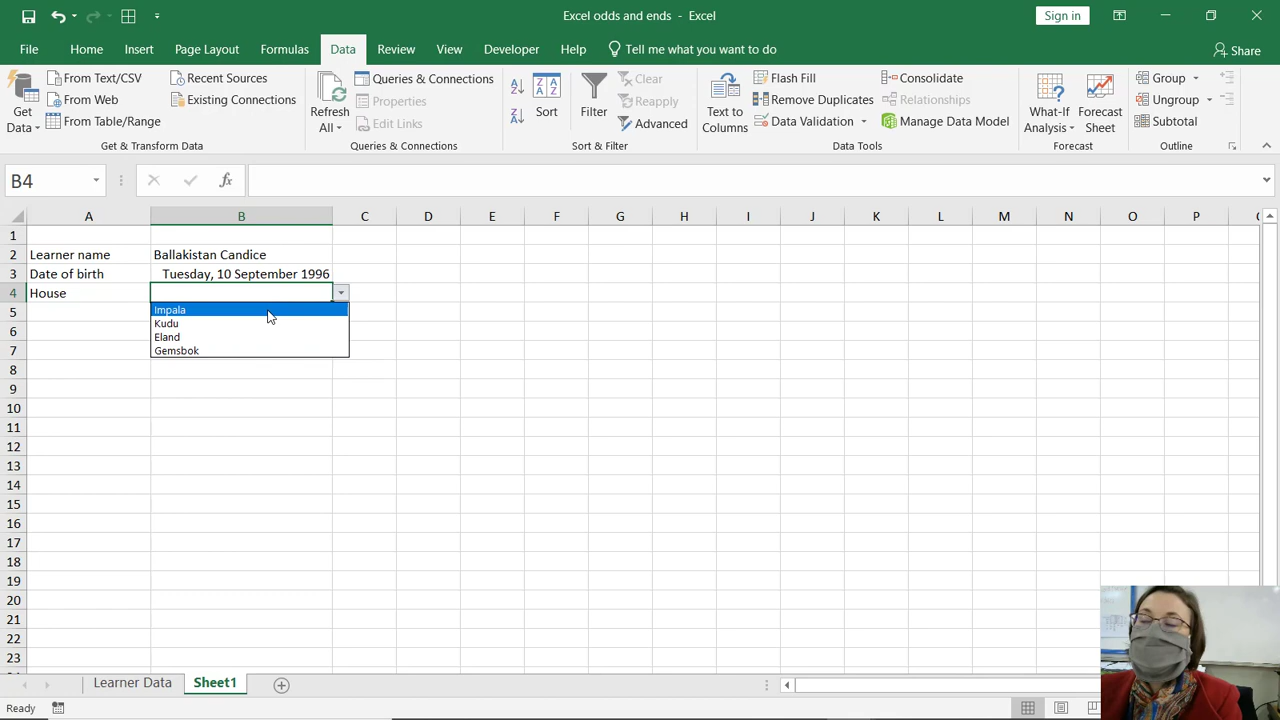 Excel odds and ends - Excel
Sign in
File Home Insert Page Layout Formulas Data Review View Developer Help Tell me what you want to do Share
Get Data
From Text/CSV
From Web
From Table/Range
Recent Sources
Existing Connections
Get & Transform Data
Refresh All
Queries & Connections
Properties
Edit Links
Queries & Connections
Sort
Filter
Clear
Reapply
Advanced
Sort & Filter
Text to Columns
Flash Fill
Remove Duplicates
Data Validation
Consolidate
Relationships
Manage Data Model
Data Tools
What-If Analysis
Forecast Sheet
Forecast
Group
Ungroup
Subtotal
Outline
B4
fx
A B C D E F G H I J K L M N O P
1
2 Learner name Ballakistan Candice
3 Date of birth Tuesday, 10 September 1996
4 House
Impala
Kudu
Eland
Gemsbok
5
6
7
8
9
10
11
12
13
14
15
16
17
18
19
20
21
22
23
Learner Data Sheet1
Ready